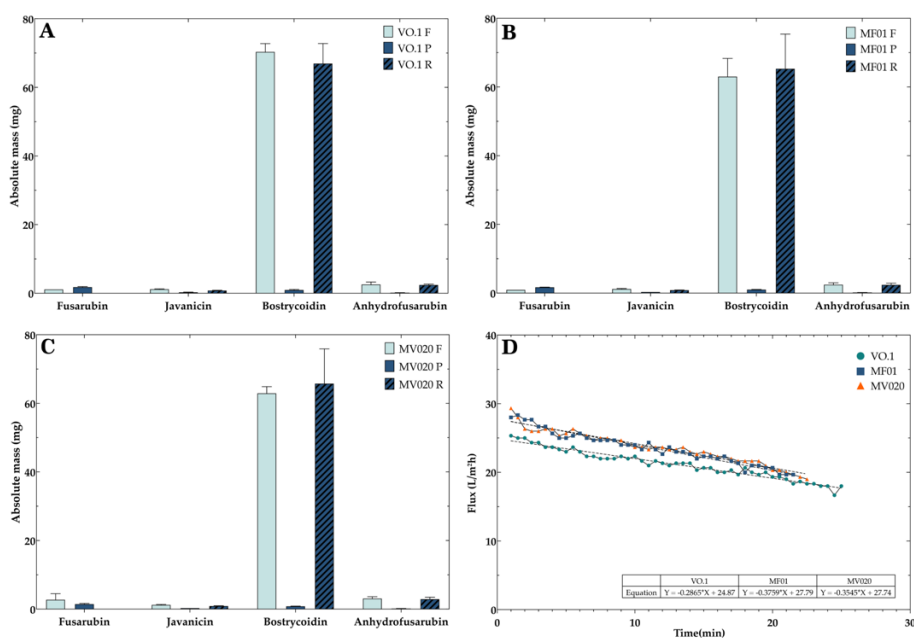 A
VO.1 F
VO.1 P
VO.1 R
Absolute mass (mg)
80
60
40
20
0
Fusarubin Javanicin Bostrycoidin Anhydrofusarubin
B
MF01 F
MF01 P
MF01 R
Absolute mass (mg)
80
60
40
20
0
Fusarubin Javanicin Bostrycoidin Anhydrofusarubin
C
MV020 F
MV020 P
MV020 R
Absolute mass (mg)
80
60
40
20
0
Fusarubin Javanicin Bostrycoidin Anhydrofusarubin
D
VO.1
MF01
MV020
Flux (L/m²h)
40
30
20
10
0
VO.1 MF01 MV020
Equation Y = -0.2865*X + 24.87 Y = -0.3759*X + 27.79 Y = -0.3545*X + 27.74
0 10 20 30
Time(min)